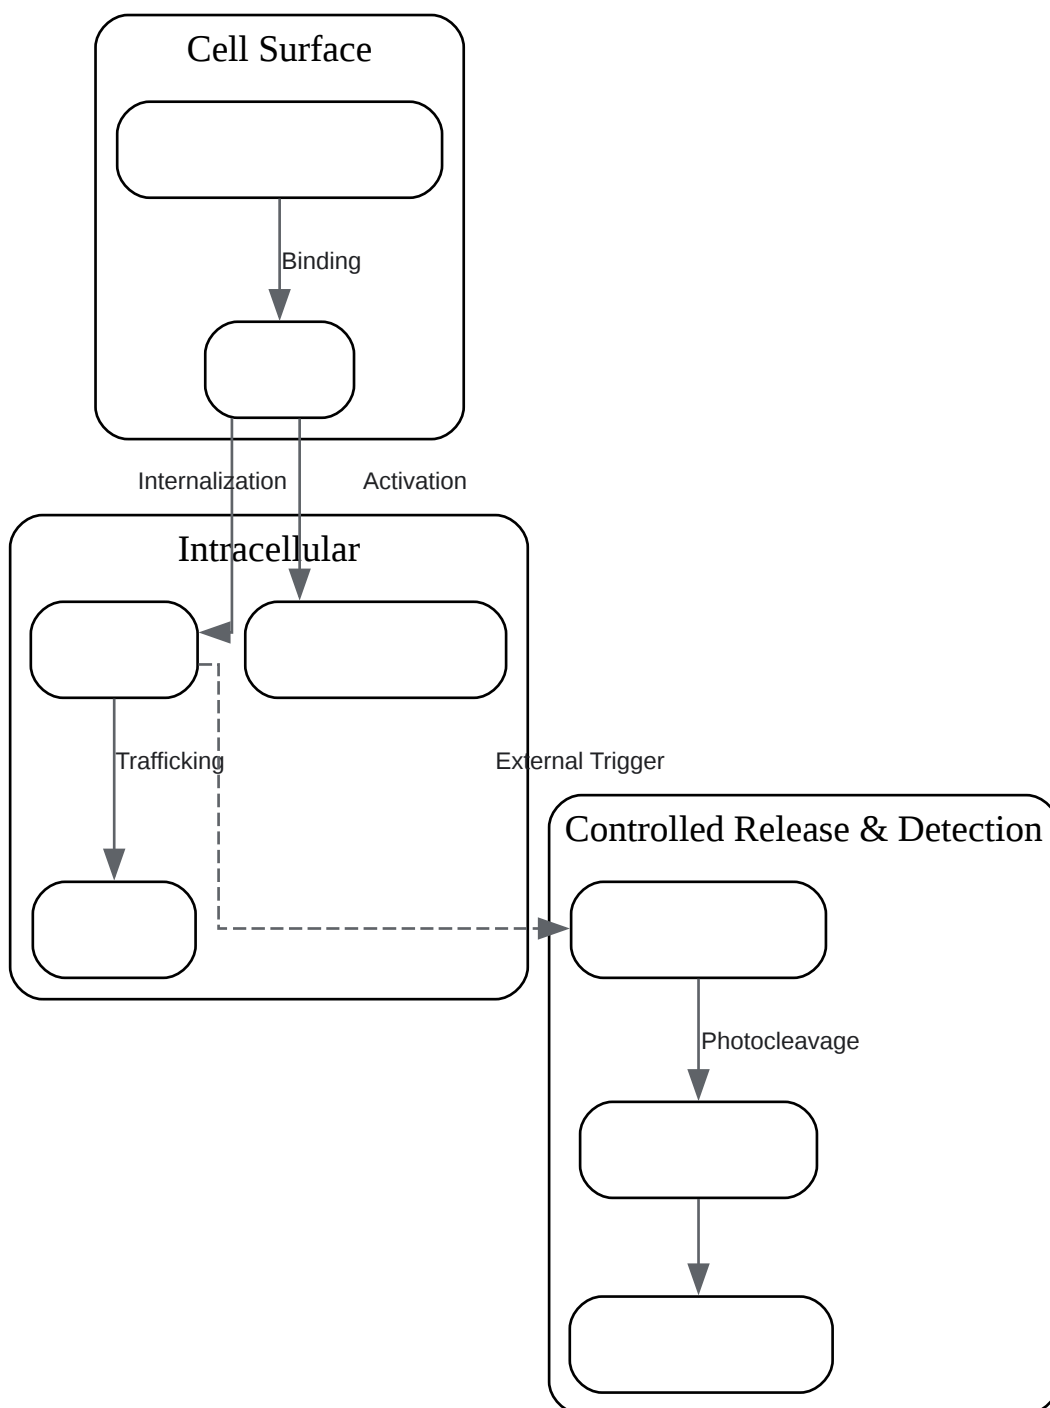 Cell Surface
Binding
Internalization
Activation
Intracellular
Trafficking
External Trigger
Controlled Release & Detection
Photocleavage